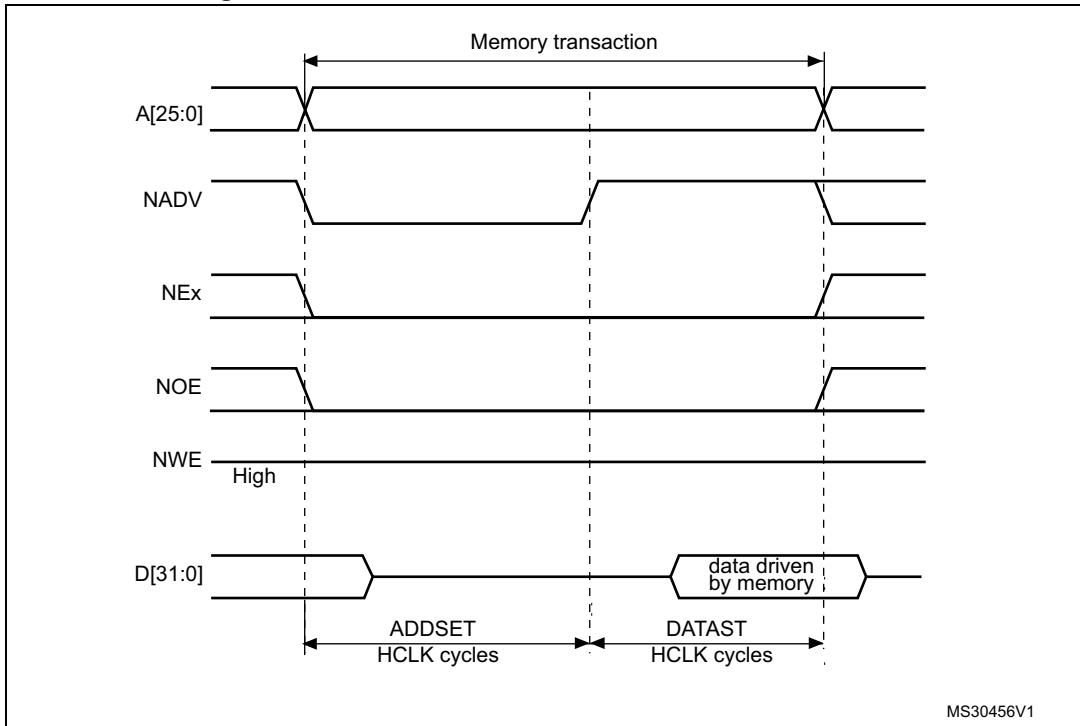 Memory transaction
A[25:0]
NADV
NEx
NOE
NWE
High
D[31:0]
data driven
by memory
ADDSET
HCLK cycles
DATAST
HCLK cycles
MS30456V1